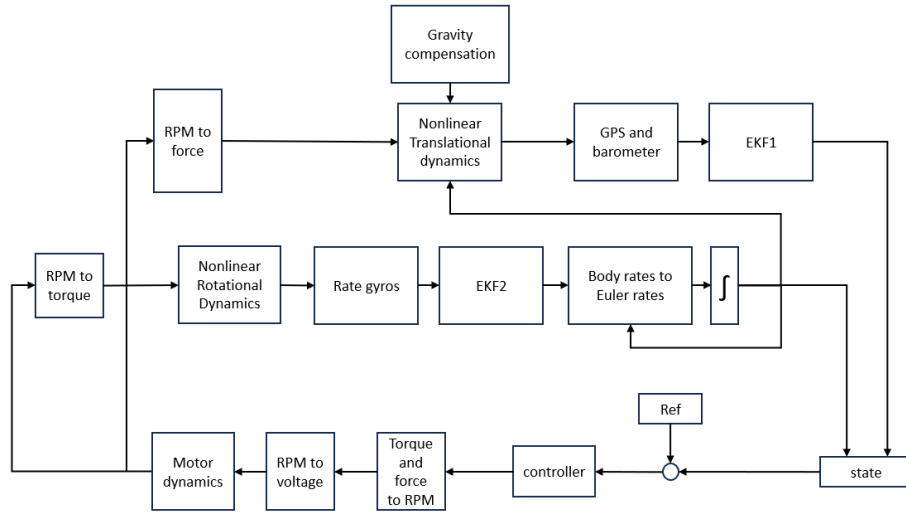 Gravity
compensation
RPM to
force
Nonlinear
Translational
dynamics
GPS and
barometer
EKF1
RPM to
torque
Nonlinear
Rotational
Dynamics
Rate gyros
EKF2
Body rates to
Euler rates
∫
Ref
Motor
dynamics
RPM to
voltage
Torque
and
force
to RPM
controller
state